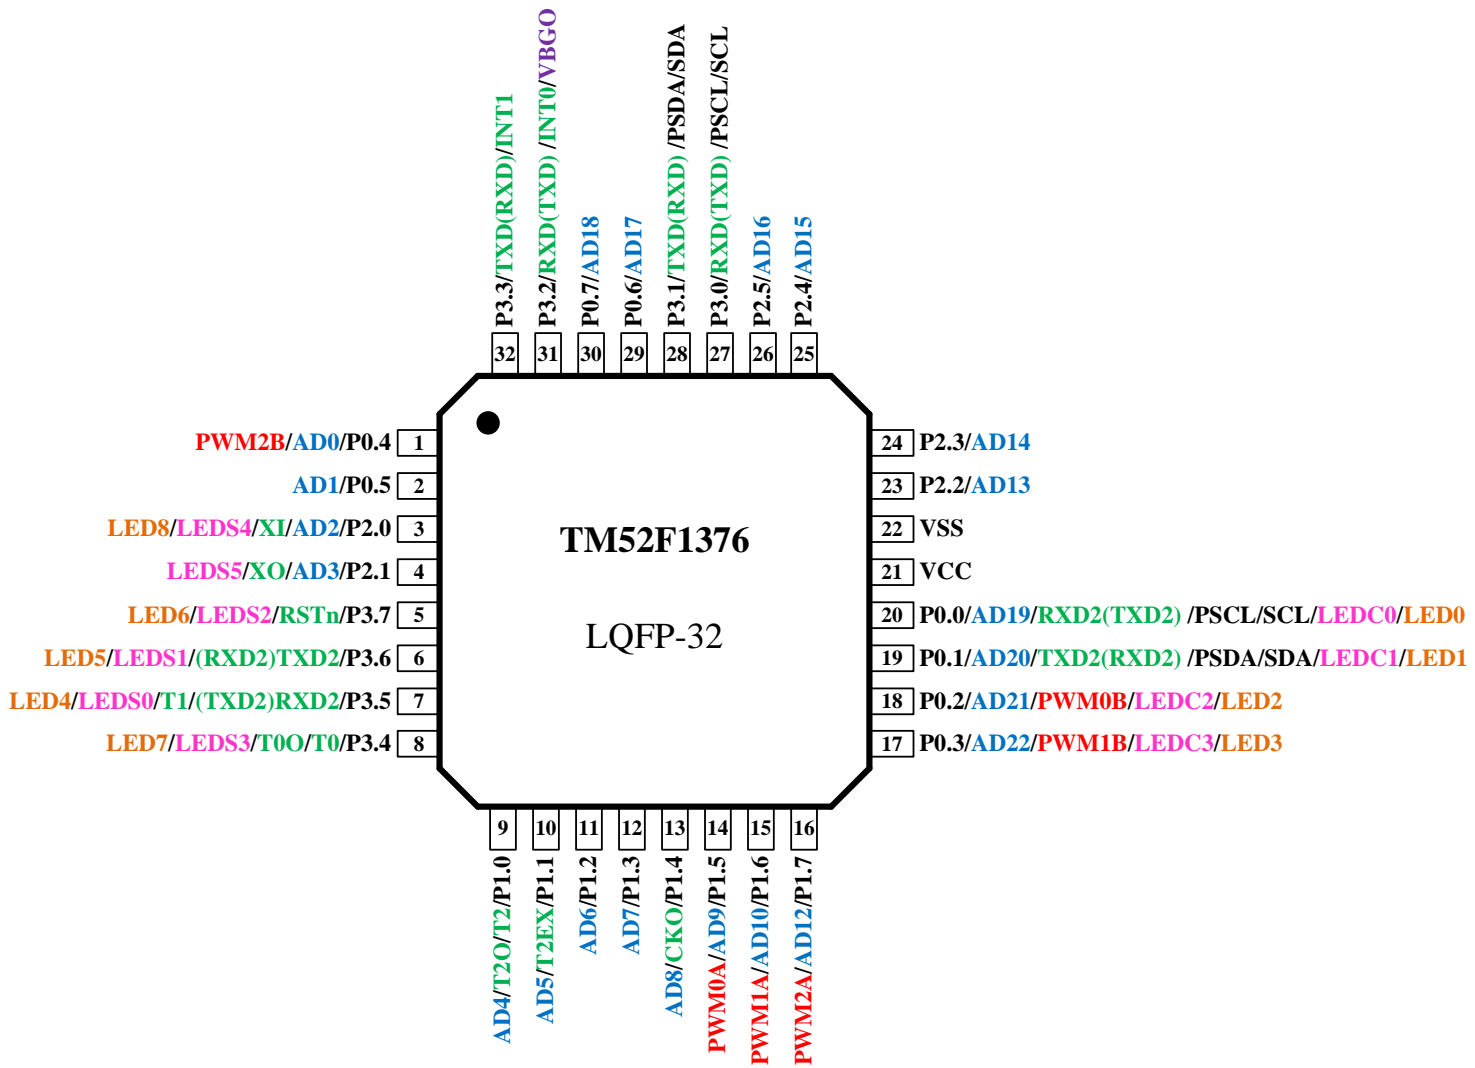 P3.3/TXD(RXD)/INT1
P3.2/RXD(TXD) /INT0/VBGO
P0.7/AD18
P0.6/AD17
P3.1/TXD(RXD) /PSDA/SDA
P3.0/RXD(TXD) /PSCL/SCL
P2.5/AD16
P2.4/AD15
32 31 30 29 28 27 26 25
PWM2B/AD0/P0.4 1
AD1/P0.5 2
LED8/LEDS4/XI/AD2/P2.0 3
LEDS5/XO/AD3/P2.1 4
LED6/LEDS2/RSTn/P3.7 5
LED5/LEDS1/(RXD2)TXD2/P3.6 6
LED4/LEDS0/T1/(TXD2)RXD2/P3.5 7
LED7/LEDS3/T0O/T0/P3.4 8
TM52F1376
LQFP-32
24 P2.3/AD14
23 P2.2/AD13
22 VSS
21 VCC
20 P0.0/AD19/RXD2(TXD2) /PSCL/SCL/LEDC0/LED0
19 P0.1/AD20/TXD2(RXD2) /PSDA/SDA/LEDC1/LED1
18 P0.2/AD21/PWM0B/LEDC2/LED2
17 P0.3/AD22/PWM1B/LEDC3/LED3
9 10 11 12 13 14 15 16
AD4/T2O/T2/P1.0
AD5/T2EX/P1.1
AD6/P1.2
AD7/P1.3
AD8/CKO/P1.4
PWM0A/AD9/P1.5
PWM1A/AD10/P1.6
PWM2A/AD12/P1.7